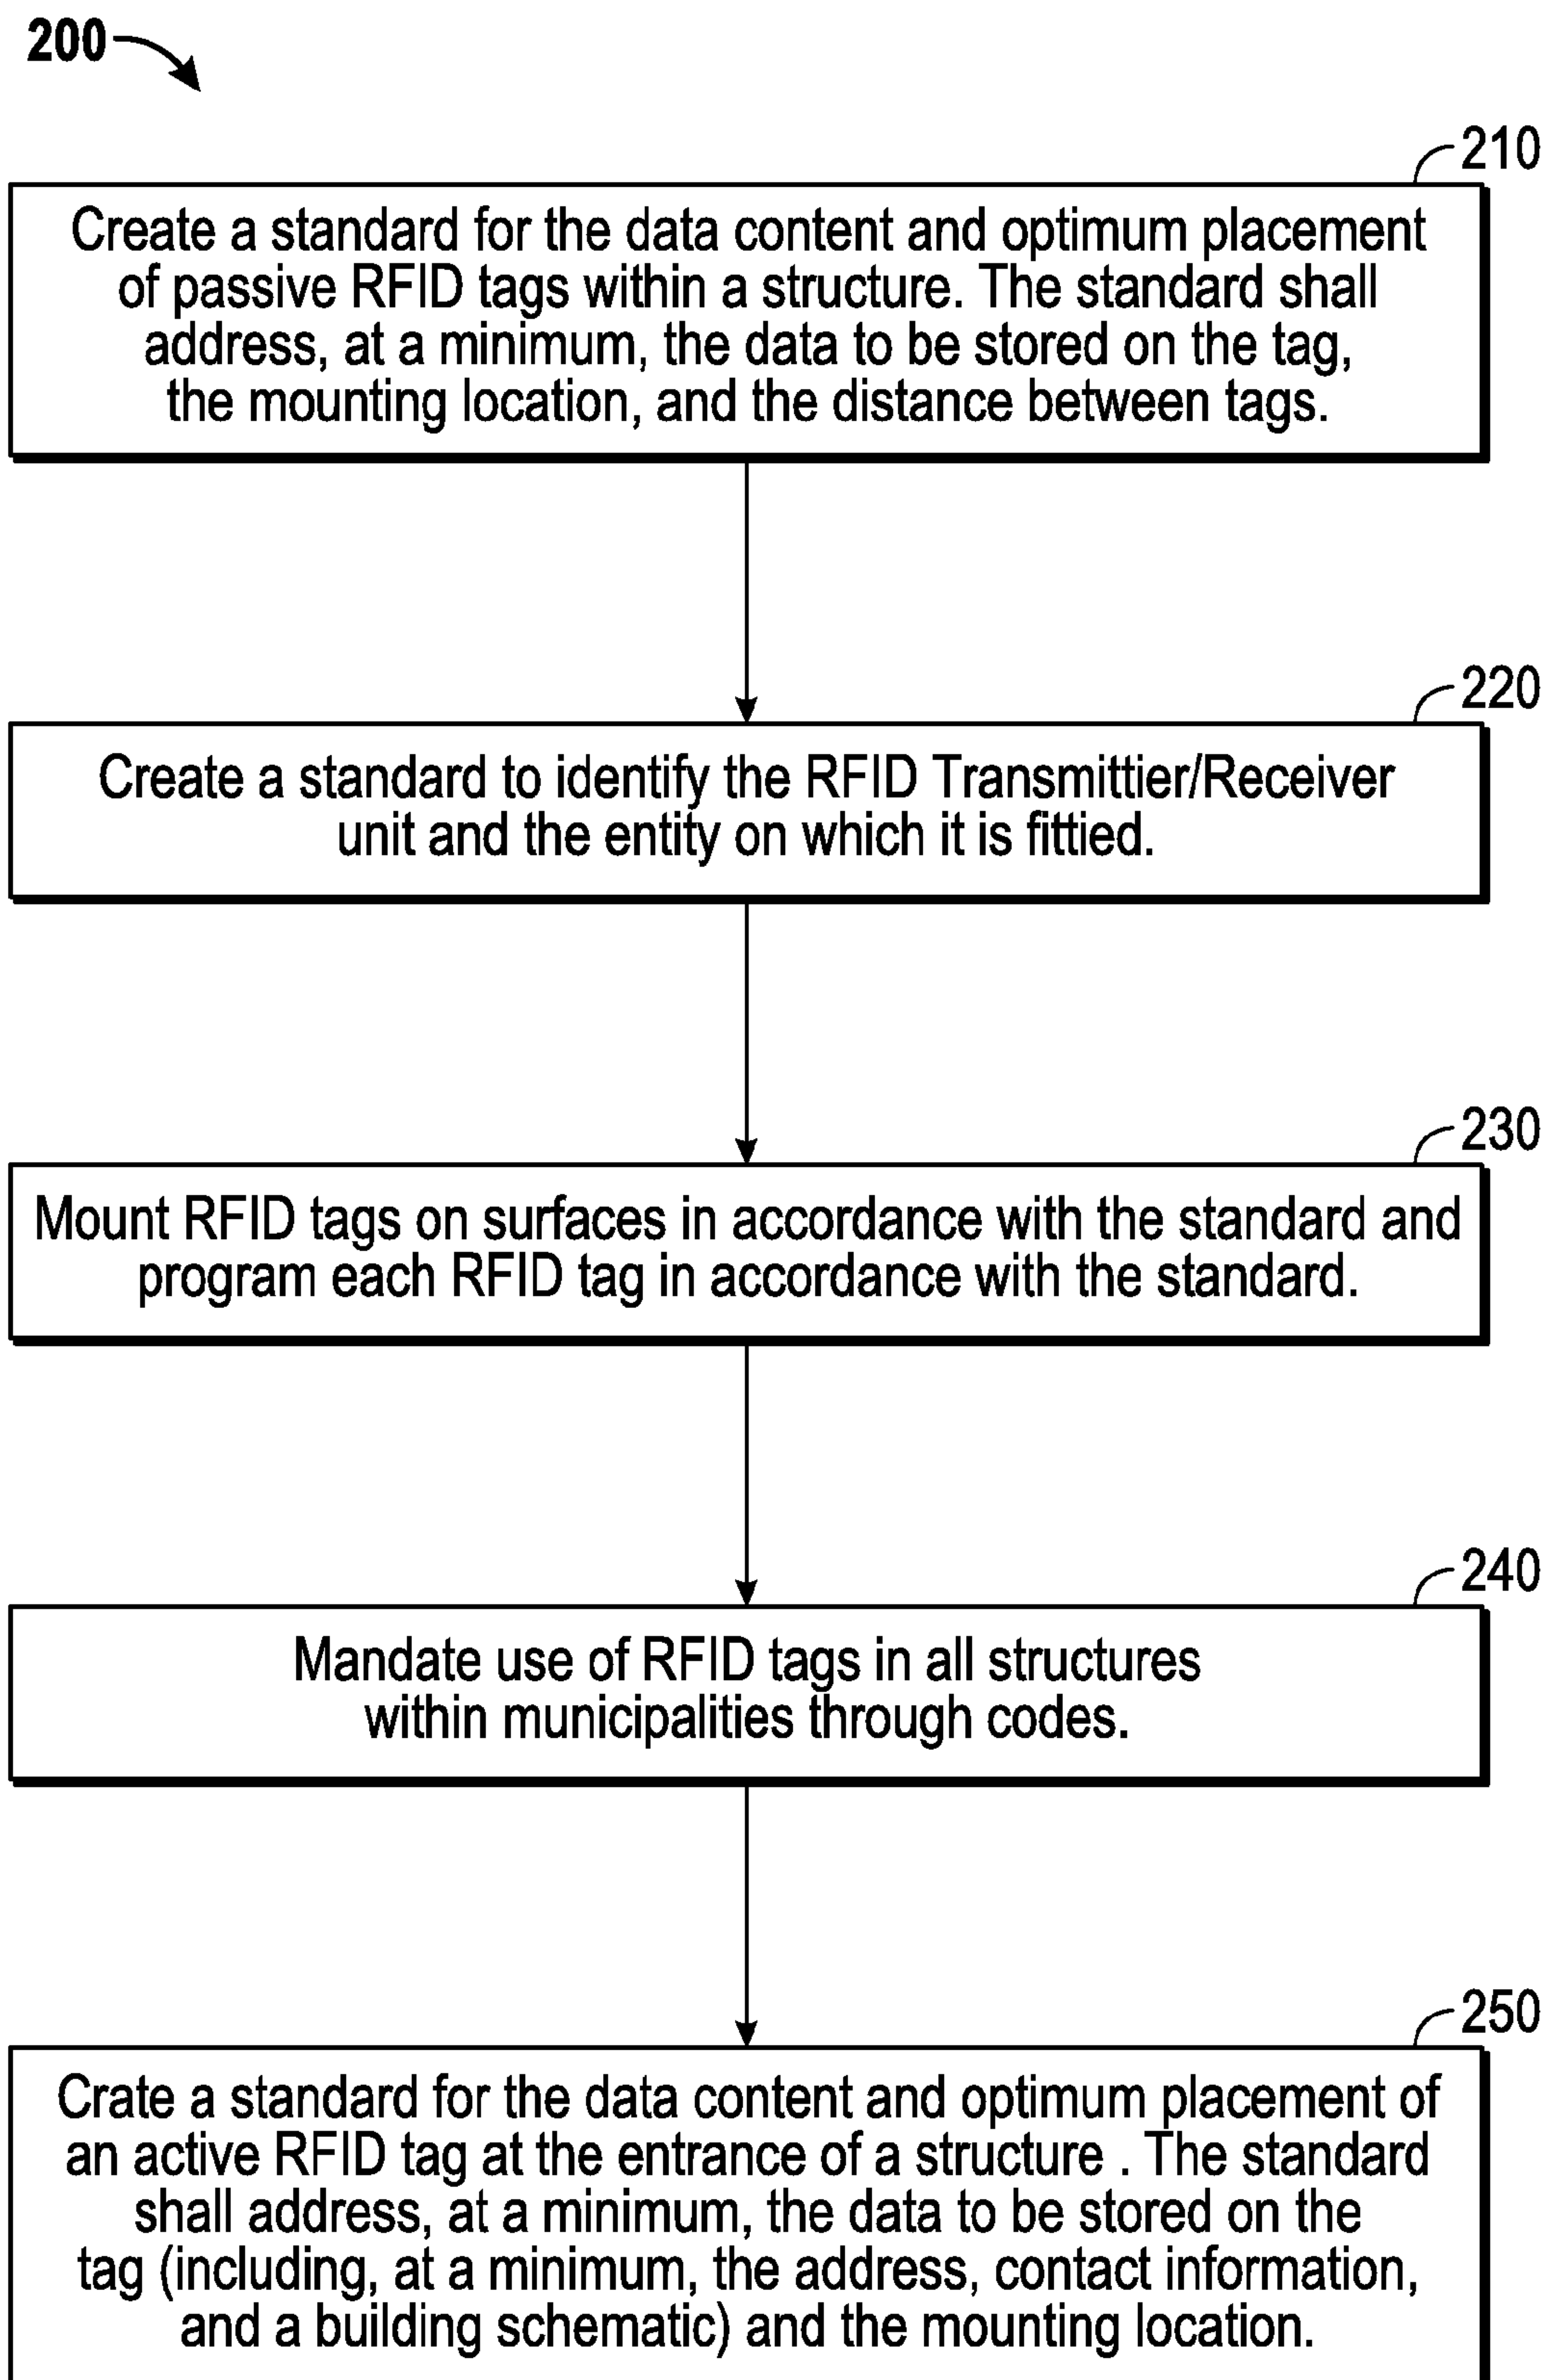 200
210
Create a standard for the data content and optimum placement
of passive RFID tags within a structure. The standard shall
address, at a minimum, the data to be stored on the tag,
the mounting location, and the distance between tags.
220
Create a standard to identify the RFID Transmittier/Receiver
unit and the entity on which it is fittied.
230
Mount RFID tags on surfaces in accordance with the standard and
program each RFID tag in accordance with the standard.
240
Mandate use of RFID tags in all structures
within municipalities through codes.
250
Crate a standard for the data content and optimum placement of
an active RFID tag at the entrance of a structure . The standard
shall address, at a minimum, the data to be stored on the
tag (including, at a minimum, the address, contact information,
and a building schematic) and the mounting location.